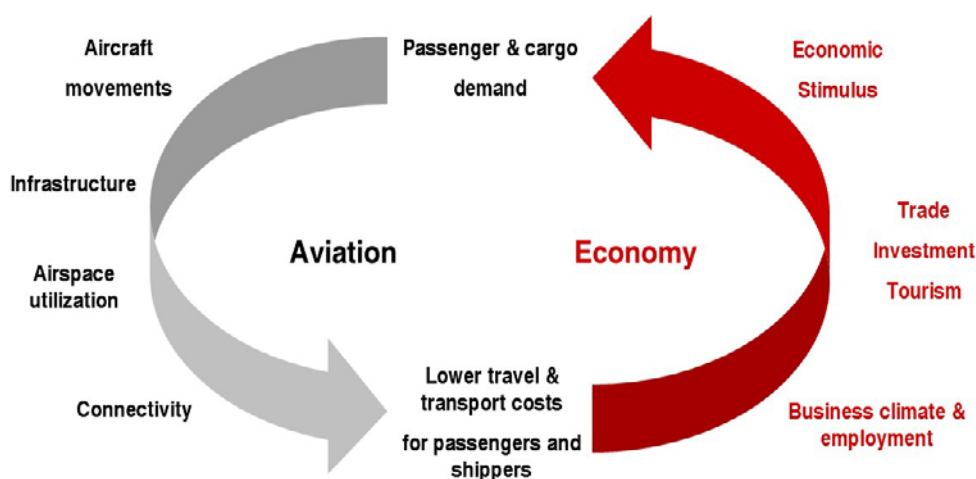 Aircraft
movements
Passenger & cargo
demand
Economic
Stimulus
Infrastructure
Trade
Investment
Tourism
Aviation
Economy
Airspace
utilization
Lower travel &
transport costs
for passengers and
shippers
Connectivity
Business climate &
employment